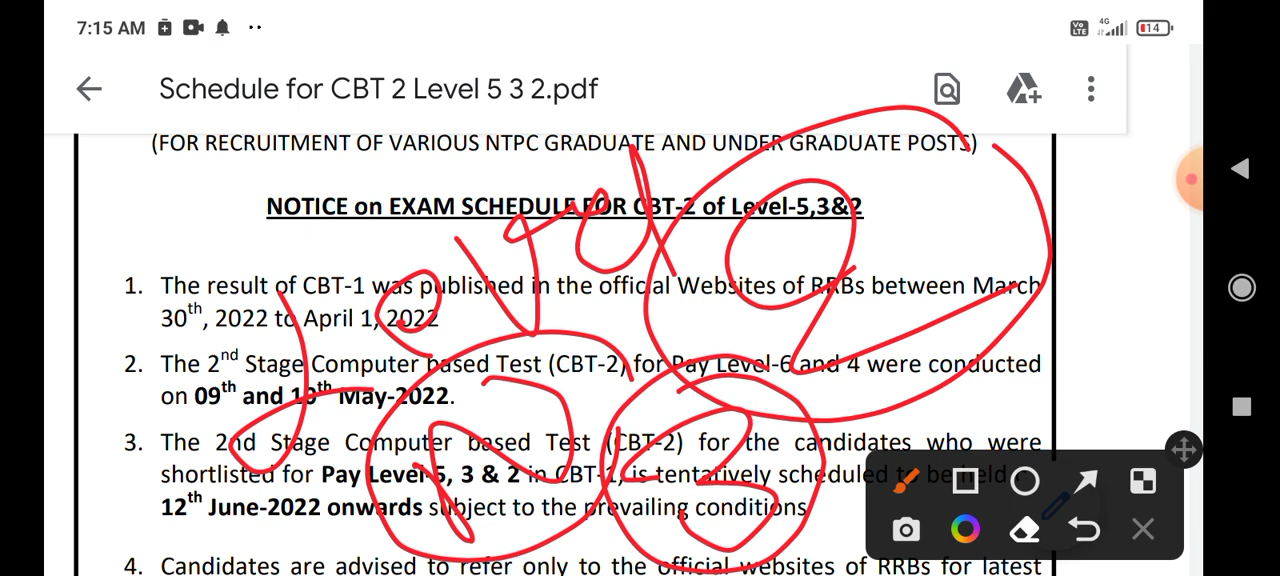 7:15 AM
Vo LTE 4G 14
Schedule for CBT 2 Level 5 3 2.pdf
(FOR RECRUITMENT OF VARIOUS NTPC GRADUATE AND UNDER GRADUATE POSTS)
NOTICE on EXAM SCHEDULE FOR CBT-2 of Level-5,3&2
1. The result of CBT-1 was published in the official Websites of RRBs between March
30th, 2022 to April 1, 2022
2. The 2nd Stage Computer based Test (CBT-2) for Pay Level-6 and 4 were conducted
on 09th and 10th May-2022.
3. The 2nd Stage Computer based Test (CBT-2) for the candidates who were
shortlisted for Pay Level-5, 3 & 2 in CBT-1, is tentatively scheduled to be held
12th June-2022 onwards subject to the prevailing conditions
4. Candidates are advised to refer only to the official websites of RRBs for latest